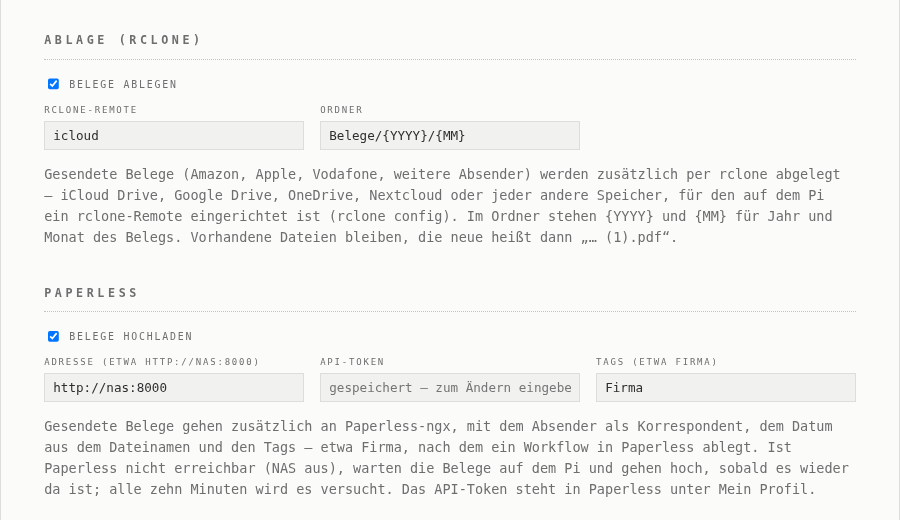 ABLAGE (RCLONE)
BELEGE ABLEGEN
RCLONE-REMOTE
ORDNER
icloud
Belege/{YYYY}/{MM}
Gesendete Belege (Amazon, Apple, Vodafone, weitere Absender) werden zusätzlich per rclone abgelegt
— iCloud Drive, Google Drive, OneDrive, Nextcloud oder jeder andere Speicher, für den auf dem Pi
ein rclone-Remote eingerichtet ist (rclone config). Im Ordner stehen {YYYY} und {MM} für Jahr und
Monat des Belegs. Vorhandene Dateien bleiben, die neue heißt dann „… (1).pdf“.
PAPERLESS
BELEGE HOCHLADEN
ADRESSE (ETWA HTTP://NAS:8000)
API-TOKEN
TAGS (ETWA FIRMA)
http://nas:8000
gespeichert – zum Ändern eingebe
Firma
Gesendete Belege gehen zusätzlich an Paperless-ngx, mit dem Absender als Korrespondent, dem Datum
aus dem Dateinamen und den Tags — etwa Firma, nach dem ein Workflow in Paperless ablegt. Ist
Paperless nicht erreichbar (NAS aus), warten die Belege auf dem Pi und gehen hoch, sobald es wieder
da ist; alle zehn Minuten wird es versucht. Das API-Token steht in Paperless unter Mein Profil.